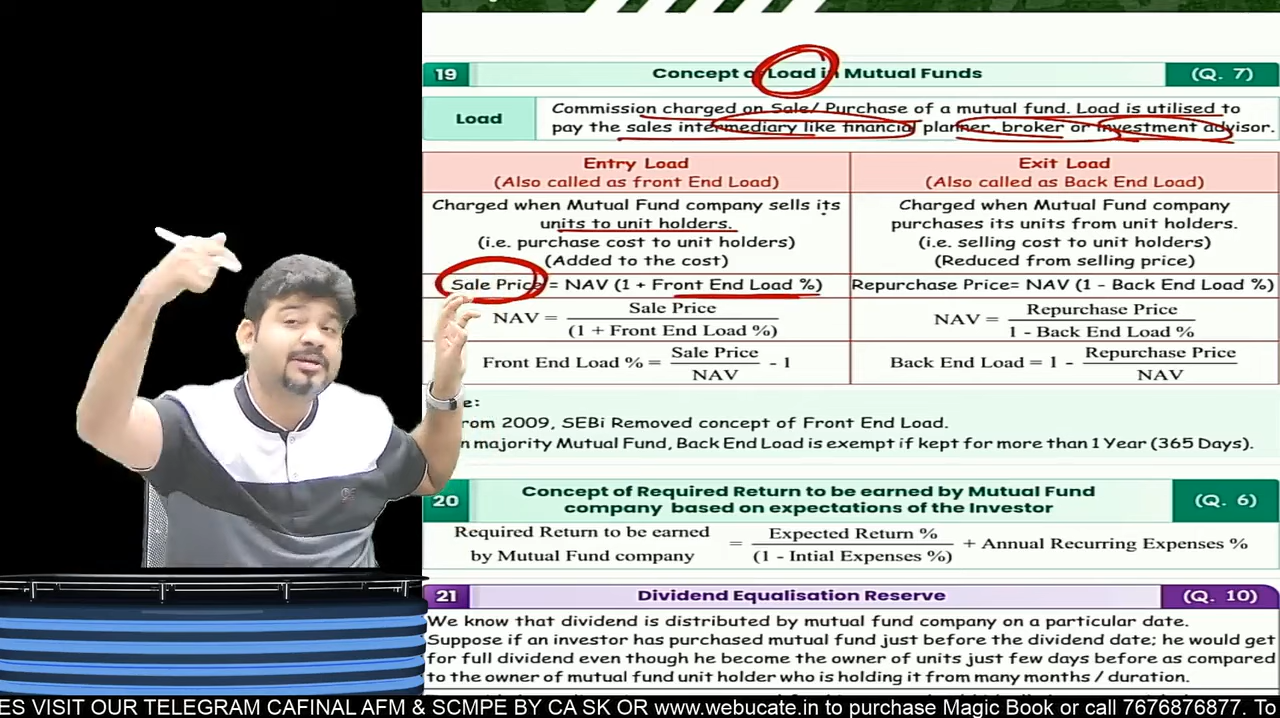 19 Concept of Load in Mutual Funds (Q. 7)
Load
Commission charged on Sale/ Purchase of a mutual fund. Load is utilised to
pay the sales intermediary like financial planner, broker or investment advisor.
Entry Load
(Also called as front End Load)
Charged when Mutual Fund company sells its
units to unit holders.
(i.e. purchase cost to unit holders)
(Added to the cost)
Sale Price = NAV (1 + Front End Load %)
NAV = Sale Price
(1 + Front End Load %)
Front End Load % = Sale Price - 1
NAV
Exit Load
(Also called as Back End Load)
Charged when Mutual Fund company
purchases its units from unit holders.
(i.e. selling cost to unit holders)
(Reduced from selling price)
Repurchase Price= NAV (1 - Back End Load %)
NAV = Repurchase Price
1 - Back End Load %
Back End Load = 1 - Repurchase Price
NAV
e:
rom 2009, SEBi Removed concept of Front End Load.
n majority Mutual Fund, Back End Load is exempt if kept for more than 1 Year (365 Days).
20 Concept of Required Return to be earned by Mutual Fund (Q. 6)
company based on expectations of the Investor
Required Return to be earned
by Mutual Fund company
= Expected Return % + Annual Recurring Expenses %
(1 - Intial Expenses %)
21 Dividend Equalisation Reserve (Q. 10)
We know that dividend is distributed by mutual fund company on a particular date.
Suppose if an investor has purchased mutual fund just before the dividend date; he would get
for full dividend even though he become the owner of units just few days before as compared
to the owner of mutual fund unit holder who is holding it from many months / duration.
ES VISIT OUR TELEGRAM CAFINAL AFM & SCMPE BY CA SK OR www.webucate.in to purchase Magic Book or call 7676876877. To